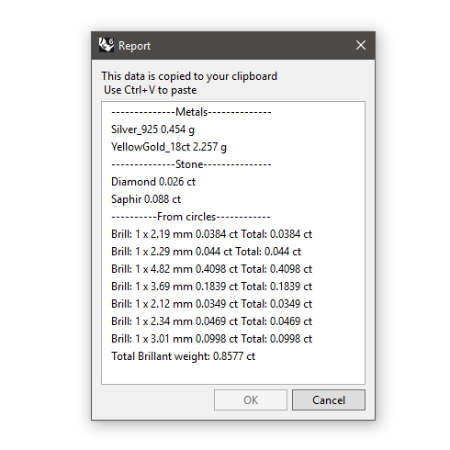 Report
This data is copied to your clipboard
Use Ctrl+V to paste
--------------Metals--------------
Silver_925 0.454 g
YellowGold_18ct 2.257 g
--------------Stone---------------
Diamond 0.026 ct
Saphir 0.088 ct
----------From circles------------
Brill: 1 x 2.19 mm 0.0384 ct Total: 0.0384 ct
Brill: 1 x 2.29 mm 0.044 ct Total: 0.044 ct
Brill: 1 x 4.82 mm 0.4098 ct Total: 0.4098 ct
Brill: 1 x 3.69 mm 0.1839 ct Total: 0.1839 ct
Brill: 1 x 2.12 mm 0.0349 ct Total: 0.0349 ct
Brill: 1 x 2.34 mm 0.0469 ct Total: 0.0469 ct
Brill: 1 x 3.01 mm 0.0998 ct Total: 0.0998 ct
Total Brillant weight: 0.8577 ct
OK Cancel